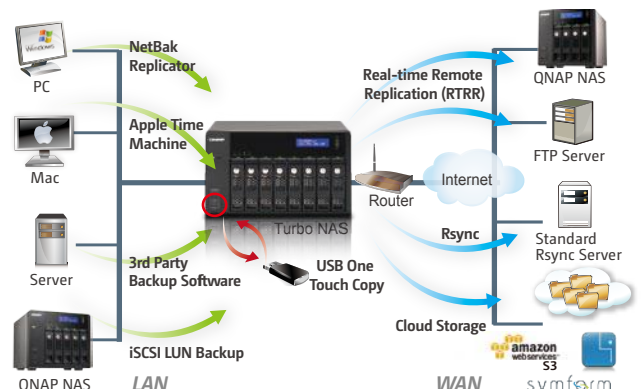 Windows
PC
NetBak
Replicator
Apple Time
Machine
Mac
Server
3rd Party
Backup Software
iSCSI LUN Backup
QNAP NAS
LAN
Turbo NAS
USB One
Touch Copy
Real-time Remote
Replication (RTRR)
Router
Internet
Rsync
Cloud Storage
WAN
QNAP NAS
FTP Server
Standard
Rsync Server
amazon
webservices™
S3
symform